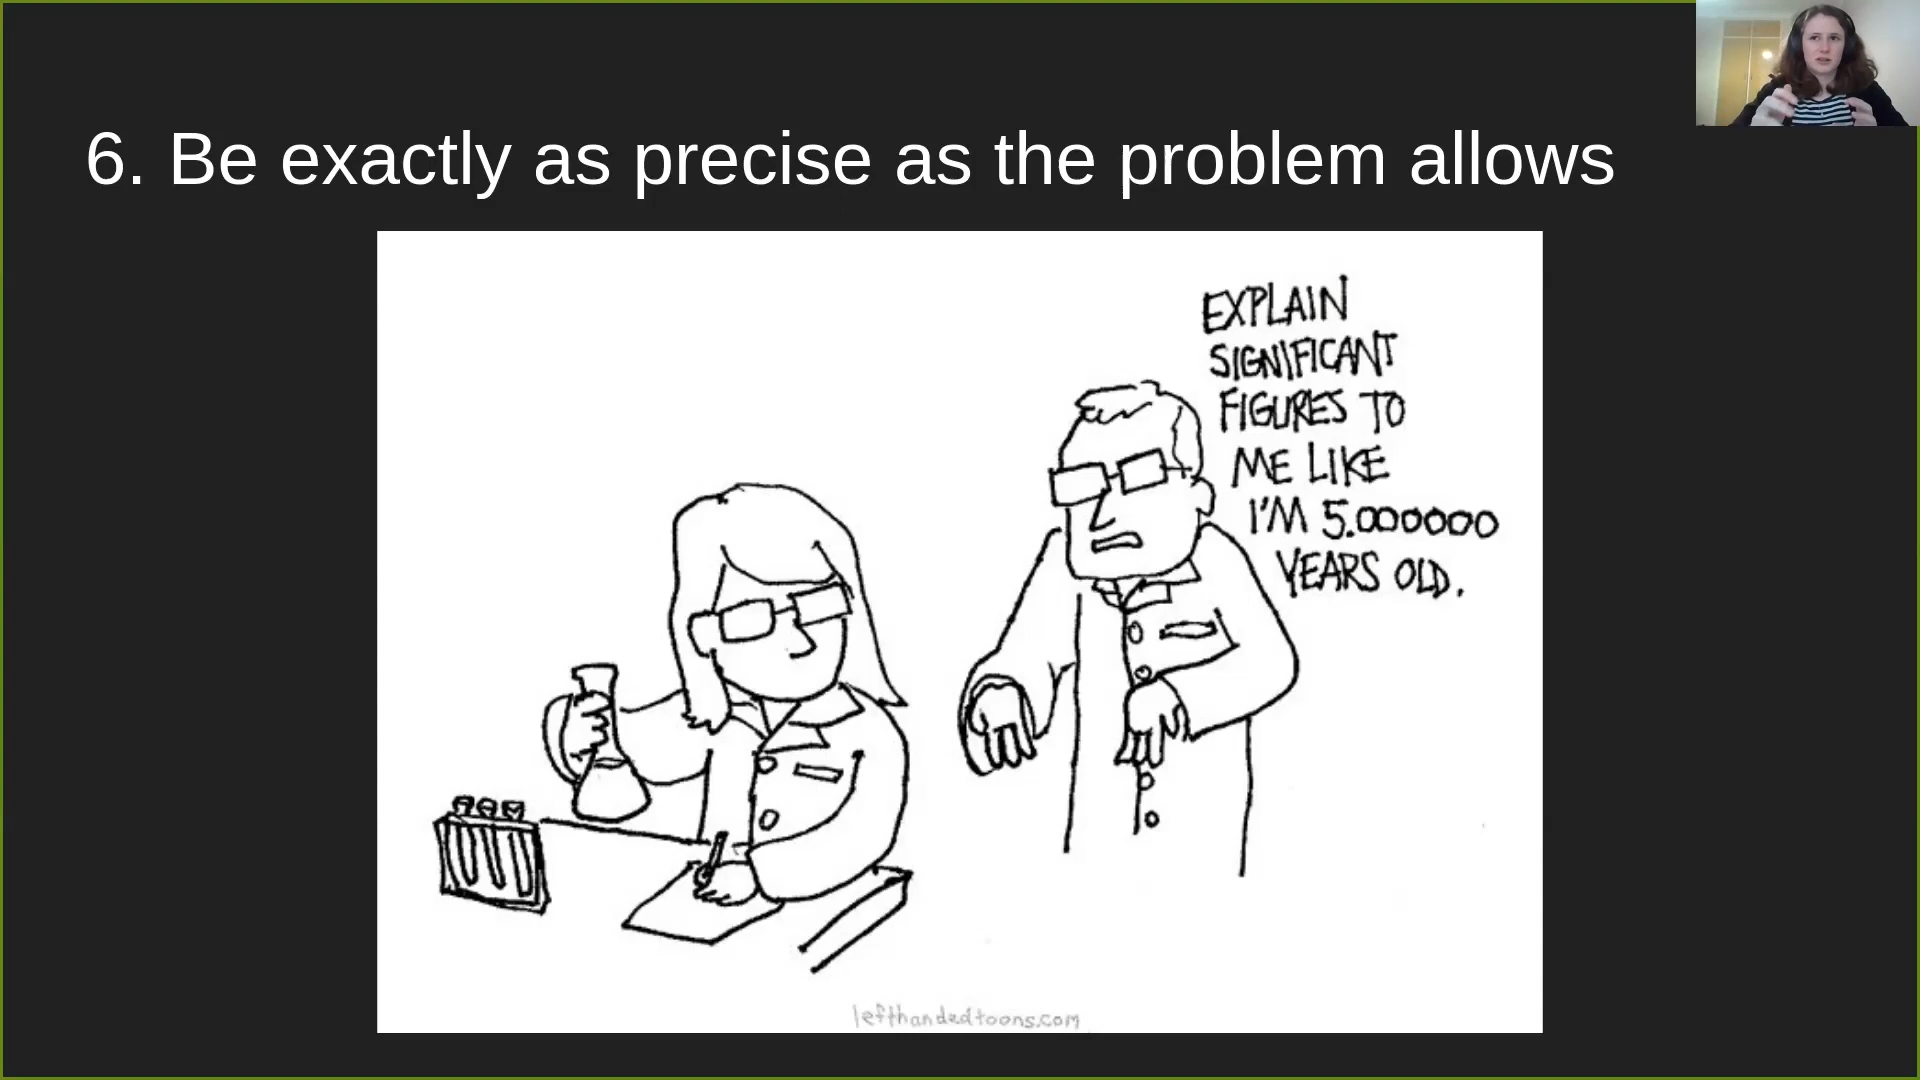 6. Be exactly as precise as the problem allows
EXPLAIN
SIGNIFICANT
FIGURES TO
ME LIKE
I'M 5.000000
YEARS OLD.
lefthandedtoons.com